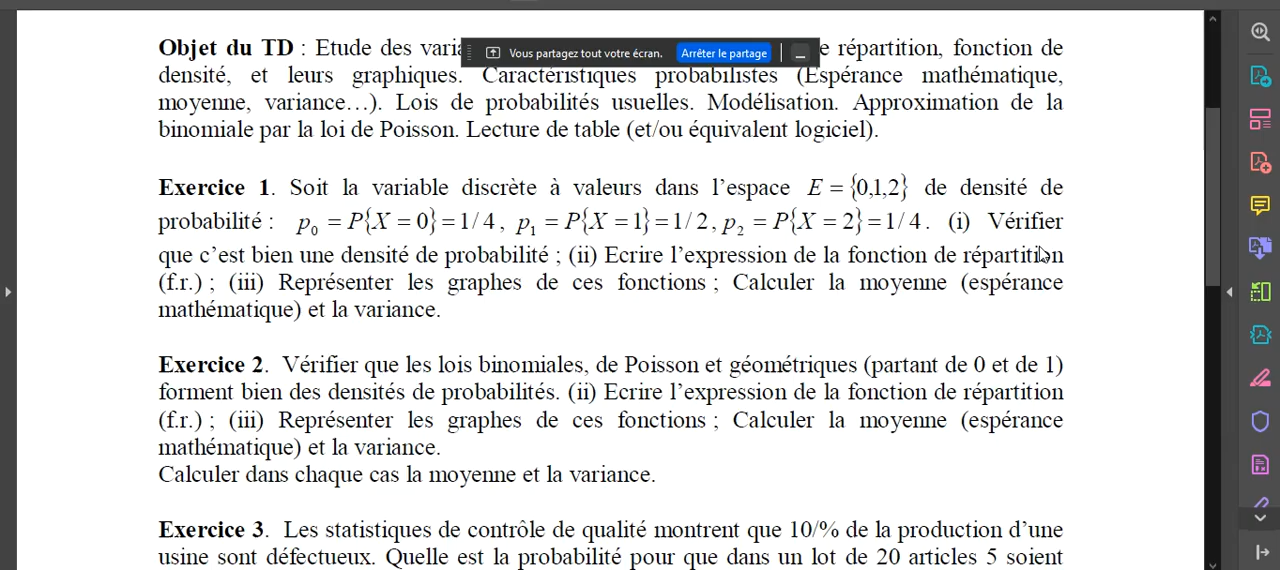 Objet du TD : Etude des varia
Vous partagez tout votre écran. Arrêter le partage
e répartition, fonction de
densité, et leurs graphiques. Caractéristiques probabilistes (Espérance mathématique,
moyenne, variance…). Lois de probabilités usuelles. Modélisation. Approximation de la
binomiale par la loi de Poisson. Lecture de table (et/ou équivalent logiciel).
Exercice 1. Soit la variable discrète à valeurs dans l’espace E = {0,1,2} de densité de
probabilité : p₀ = P{X = 0} = 1/4, p₁ = P{X = 1} = 1/2, p₂ = P{X = 2} = 1/4. (i) Vérifier
que c’est bien une densité de probabilité ; (ii) Ecrire l’expression de la fonction de répartition
(f.r.) ; (iii) Représenter les graphes de ces fonctions ; Calculer la moyenne (espérance
mathématique) et la variance.
Exercice 2. Vérifier que les lois binomiales, de Poisson et géométriques (partant de 0 et de 1)
forment bien des densités de probabilités. (ii) Ecrire l’expression de la fonction de répartition
(f.r.) ; (iii) Représenter les graphes de ces fonctions ; Calculer la moyenne (espérance
mathématique) et la variance.
Calculer dans chaque cas la moyenne et la variance.
Exercice 3. Les statistiques de contrôle de qualité montrent que 10/% de la production d’une
usine sont défectueux. Quelle est la probabilité pour que dans un lot de 20 articles 5 soient